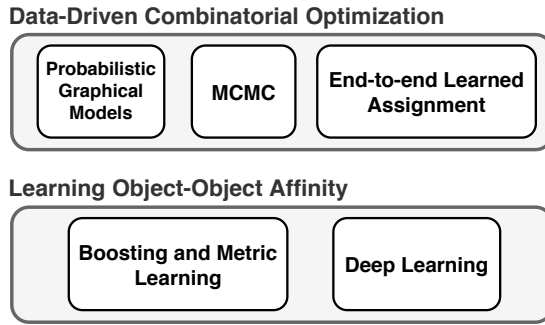 Data-Driven Combinatorial Optimization
Probabilistic
Graphical
Models
MCMC
End-to-end Learned
Assignment
Learning Object-Object Affinity
Boosting and Metric
Learning
Deep Learning